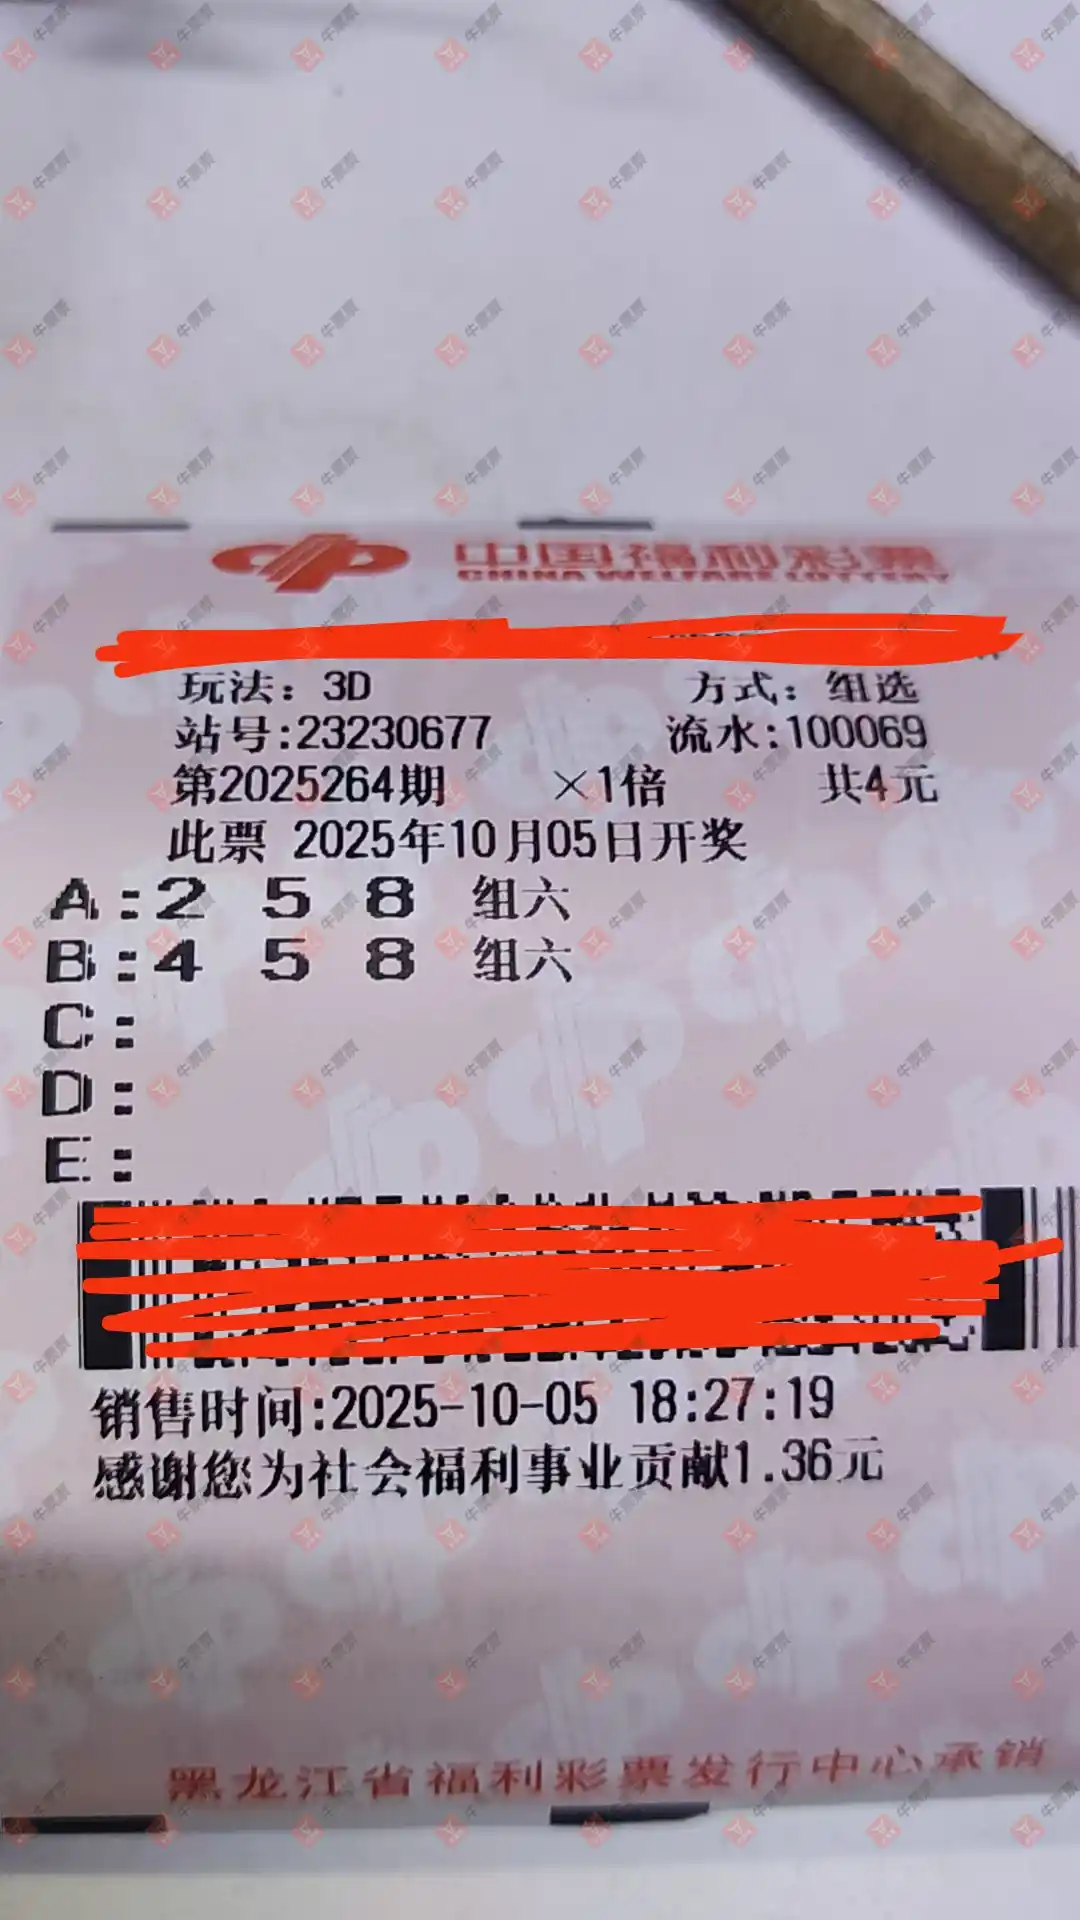 中国福利彩票
CHINA WELFARE LOTTERY
玩法：3D 方式：组选
站号:23230677 流水:100069
第2025264期 ×1倍 共4元
此票 2025年10月05日开奖
A:2 5 8 组六
B:4 5 8 组六
C:
D:
E:
销售时间:2025-10-05 18:27:19
感谢您为社会福利事业贡献1.36元
黑龙江省福利彩票发行中心承销
牛票票